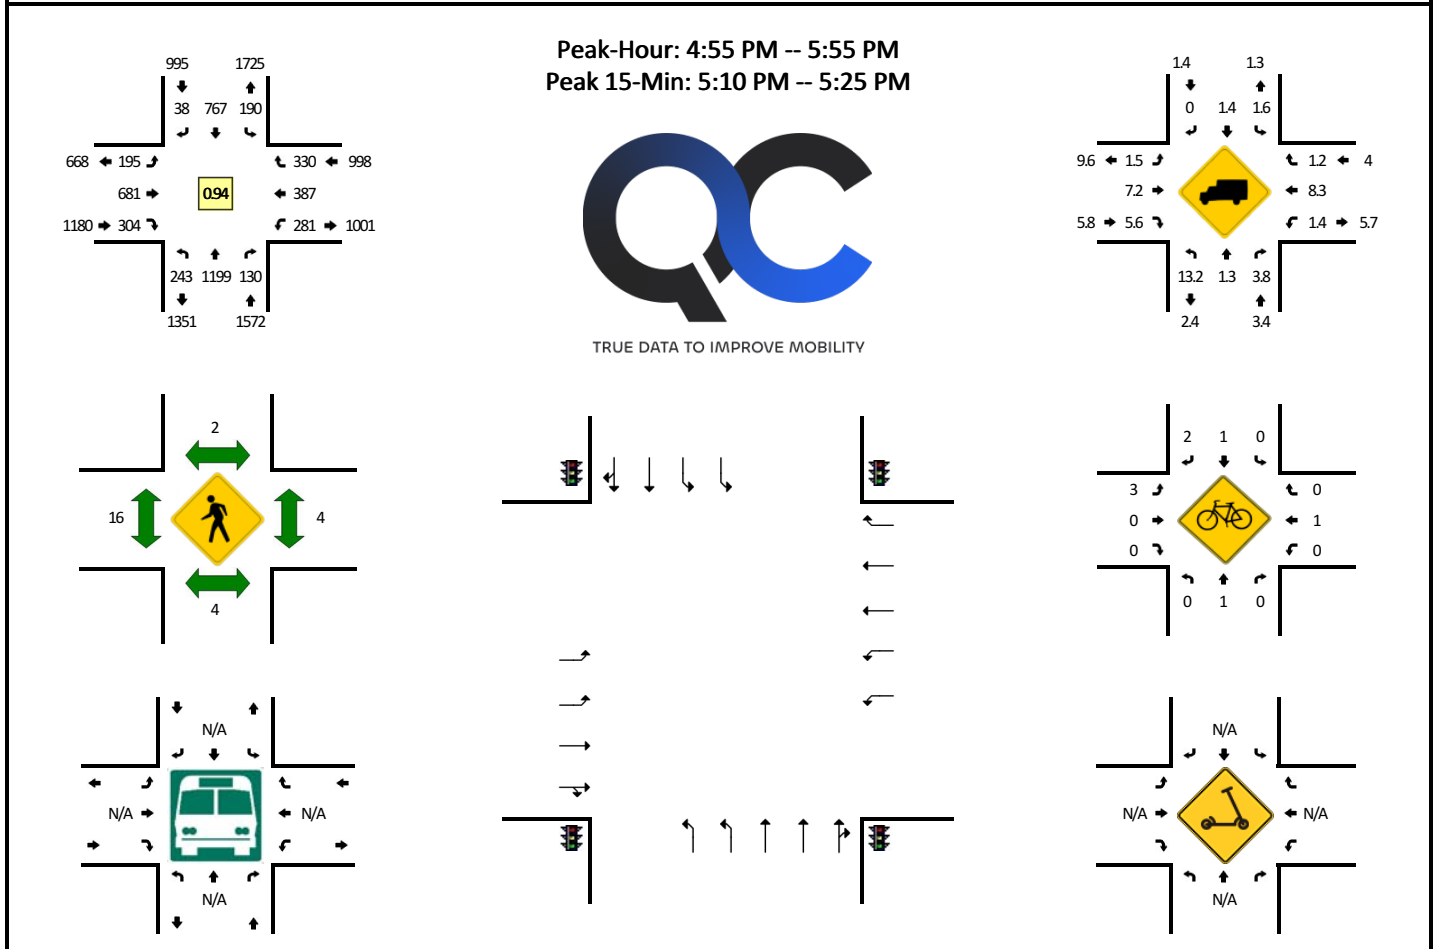 Peak-Hour: 4:55 PM -- 5:55 PM
Peak 15-Min: 5:10 PM -- 5:25 PM
995 1725
38 767 190
668 195 330 998
681 0.94 387
1180 304 281 1001
243 1199 130
1351 1572
QC
TRUE DATA TO IMPROVE MOBILITY
1.4 1.3
0 1.4 1.6
9.6 1.5 1.2 4
7.2 8.3
5.8 5.6 1.4 5.7
13.2 1.3 3.8
2.4 3.4
2
16 4
4
2 1 0
3 0
0 1
0 0
0 1 0
N/A
N/A N/A
N/A
N/A
N/A N/A
N/A